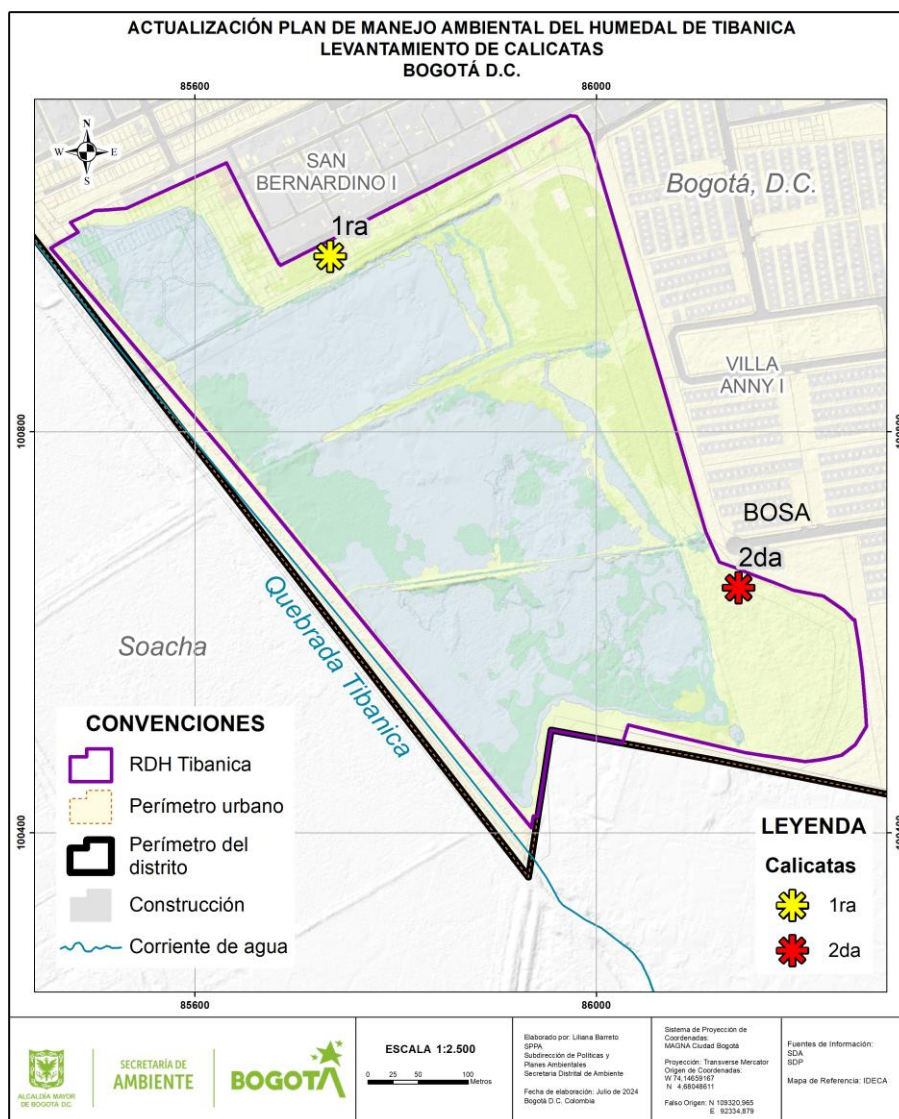 ACTUALIZACIÓN PLAN DE MANEJO AMBIENTAL DEL HUMEDAL DE TIBANICA
LEVANTAMIENTO DE CALICATAS
BOGOTÁ D.C.
85600
86000
N
W
E
S
SAN
BERNARDINO I
Bogotá, D.C.
1ra
VILLA
ANNY I
100800
100800
BOSA
2da
Quebrada Tibanica
Soacha
CONVENCIONES
RDH Tibanica
Perímetro urbano
Perímetro del
distrito
Construcción
Corriente de agua
100400
100400
LEYENDA
Calicatas
1ra
2da
85600
86000
ALCALDÍA MAYOR
DE BOGOTÁ D.C.
SECRETARÍA DE
AMBIENTE
BOGOTÁ
ESCALA 1:2.500
0 25 50 100
Metros
Elaborado por: Liliana Barreto
SPPA
Subdirección de Políticas y
Planes Ambientales
Secretaria Distrital de Ambiente
Fecha de elaboración: Julio de 2024
Bogotá D.C. Colombia
Sistema de Proyección de
Coordenadas:
MAGNA Ciudad Bogotá
Proyección: Transverse Mercator
Origen de Coordenadas:
W 74,14659167
N 4,68048611
Falso Origen: N 109320,965
E 92334,879
Fuentes de Información:
SDA
SDP
Mapa de Referencia: IDECA